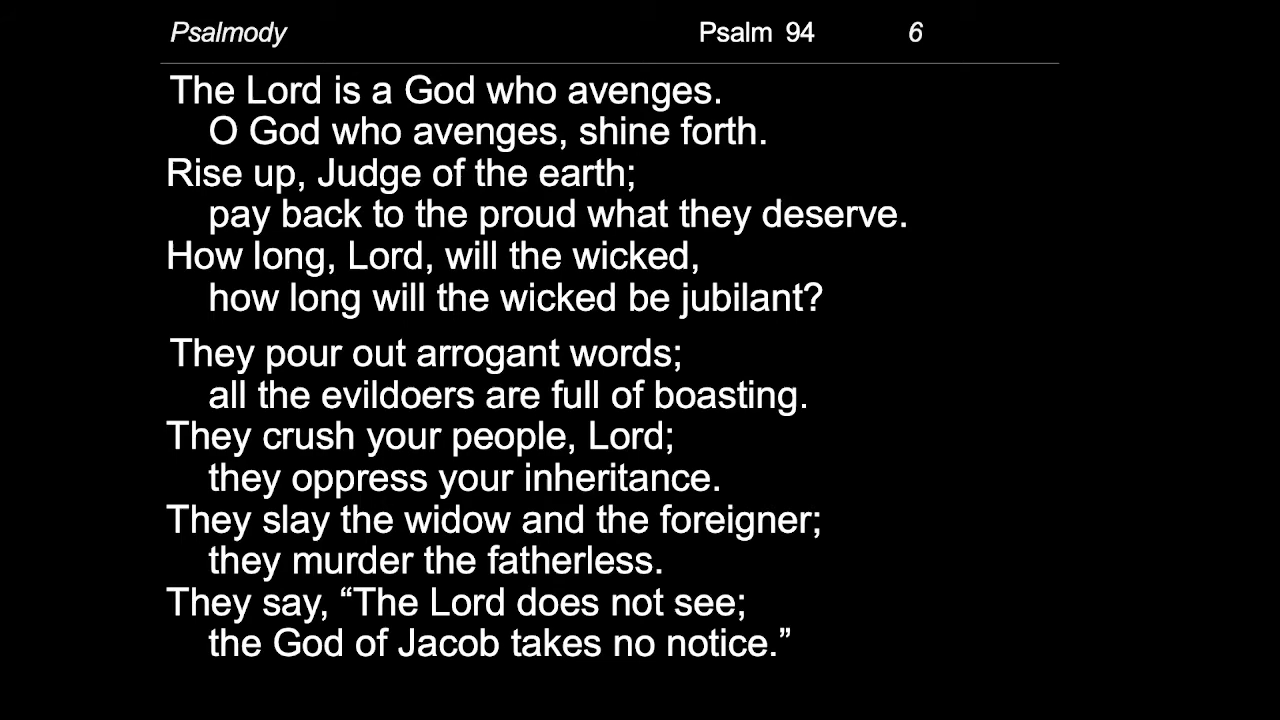 Psalmody Psalm 94 6
The Lord is a God who avenges.
O God who avenges, shine forth.
Rise up, Judge of the earth;
pay back to the proud what they deserve.
How long, Lord, will the wicked,
how long will the wicked be jubilant?
They pour out arrogant words;
all the evildoers are full of boasting.
They crush your people, Lord;
they oppress your inheritance.
They slay the widow and the foreigner;
they murder the fatherless.
They say, “The Lord does not see;
the God of Jacob takes no notice.”